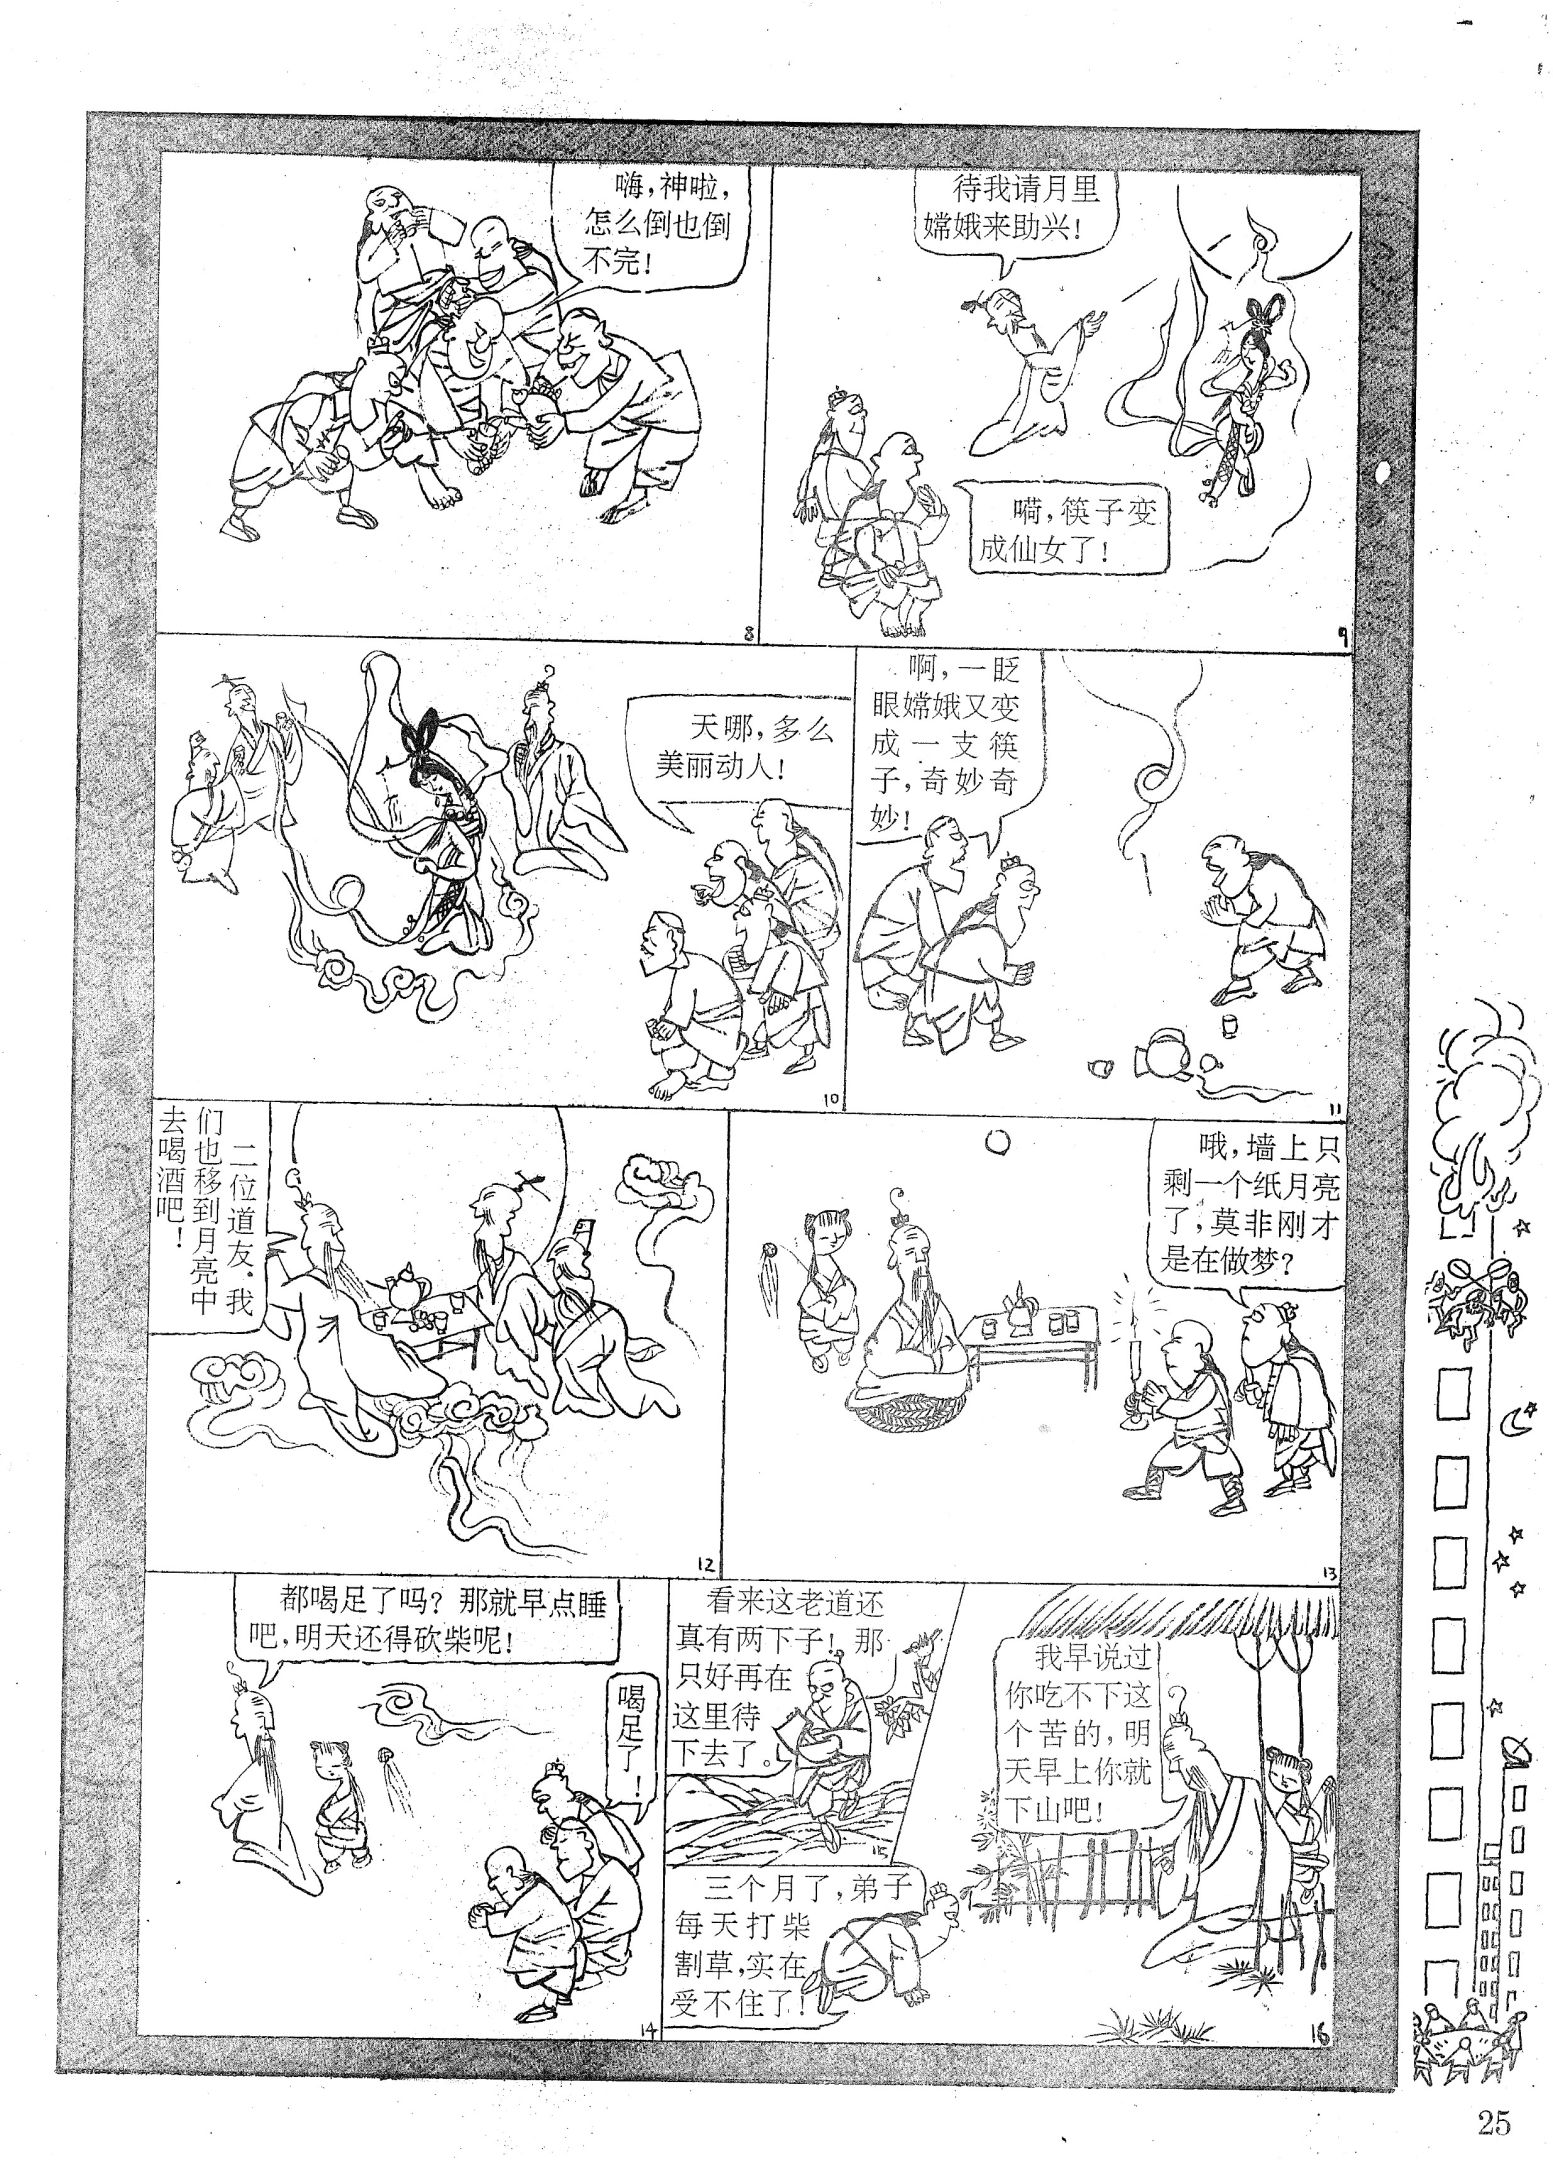 嗨，神啦，
怎么倒也倒
不完！
8
待我请月里
嫦娥来助兴！
嗬，筷子变
成仙女了！
9
天哪，多么
美丽动人！
10
啊，一眨
眼嫦娥又变
成一支筷
子，奇妙奇
妙！
11
二位道友．我
们也移到月亮中
去喝酒吧！
12
哦，墙上只
剩一个纸月亮
了，莫非刚才
是在做梦？
13
都喝足了吗？那就早点睡
吧，明天还得砍柴呢！
喝足了！
14
看来这老道还
真有两下子！那
只好再在
这里待
下去了。
15
三个月了，弟子
每天打柴
割草，实在
受不住了！
我早说过
你吃不下这
个苦的，明
天早上你就
下山吧！
16
25